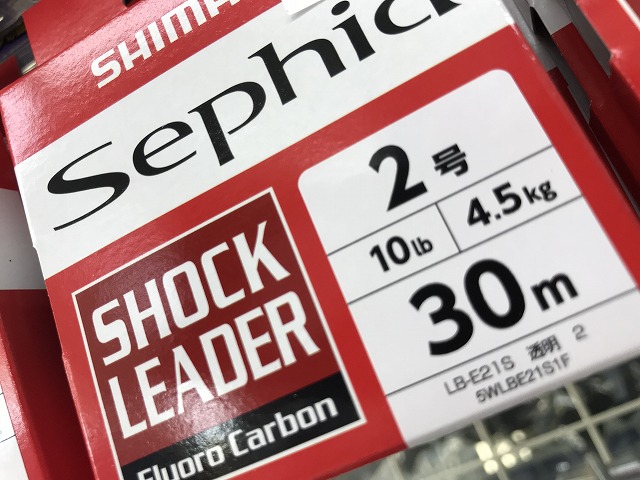 SHIMA
Sephia
2号
10lb 4.5kg
30m
LB-E21S 透明 2
5WLBE21S1F
SHOCK
LEADER
Fluoro Carbon